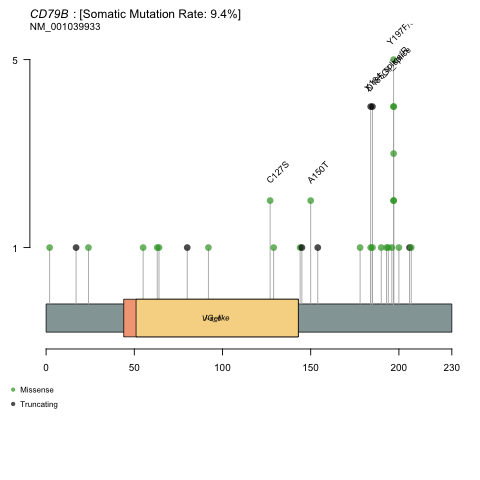 CD79B : [Somatic Mutation Rate: 9.4%]
NM_001039933
Y197F/
5
C127S
A150T
1
0
50
100
150
200
230
Missense
Truncating